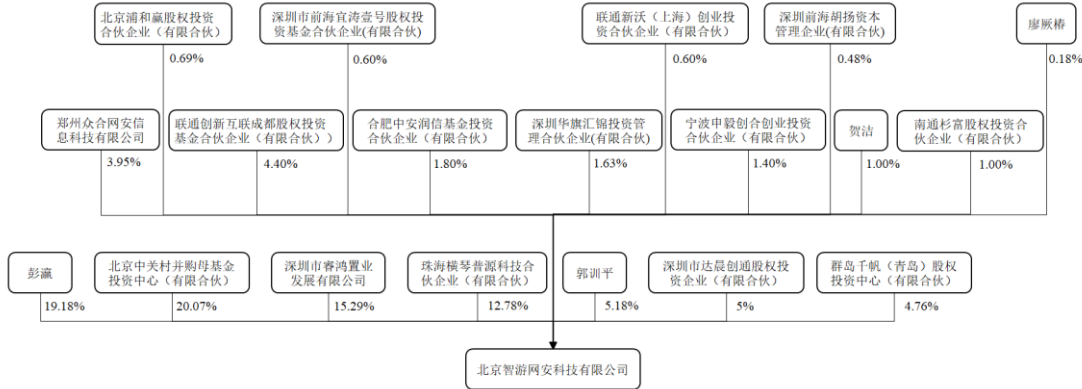 北京浦和赢股权投资
合伙企业（有限合伙）
0.69%
深圳市前海宜涛壹号股权投
资基金合伙企业(有限合伙)
0.60%
联通新沃（上海）创业投
资合伙企业（有限合伙）
0.60%
深圳前海胡扬资本
管理企业(有限合伙)
0.48%
廖厥椿
0.18%
郑州众合网安信
息科技有限公司
3.95%
联通创新互联成都股权投资
基金合伙企业（有限合伙））
4.40%
合肥中安润信基金投资
合伙企业（有限合伙）
1.80%
深圳华旗汇锦投资管
理合伙企业(有限合伙)
1.63%
宁波申毅创合创业投资
合伙企业（有限合伙）
1.40%
贺洁
1.00%
南通杉富股权投资合
伙企业（有限合伙）
1.00%
彭瀛
19.18%
北京中关村并购母基金
投资中心（有限合伙）
20.07%
深圳市睿鸿置业
发展有限公司
15.29%
珠海横琴普源科技合
伙企业（有限合伙）
12.78%
郭训平
5.18%
深圳市达晨创通股权投
资企业（有限合伙）
5%
群岛千帆（青岛）股权
投资中心（有限合伙）
4.76%
北京智游网安科技有限公司